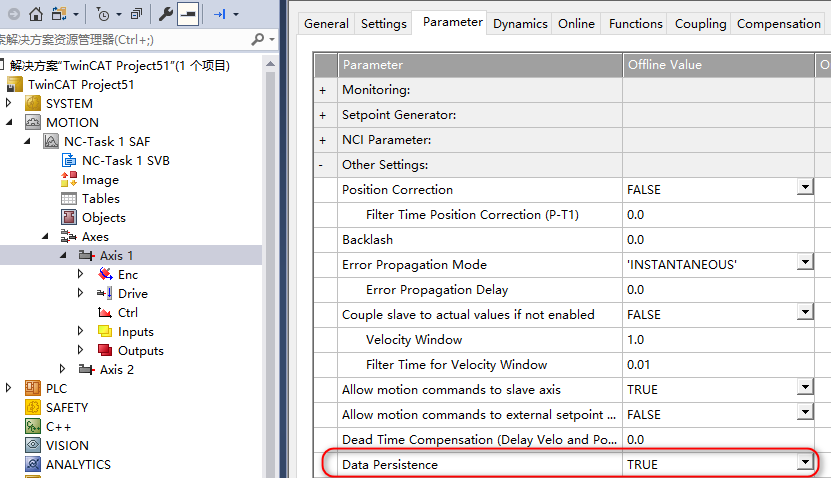 案解决方案资源管理器(Ctrl+;)
解决方案"TwinCAT Project51"(1 个项目)
TwinCAT Project51
SYSTEM
MOTION
NC-Task 1 SAF
NC-Task 1 SVB
Image
Tables
Objects
Axes
Axis 1
Enc
Drive
Ctrl
Inputs
Outputs
Axis 2
PLC
SAFETY
C++
VISION
ANALYTICS
General Settings Parameter Dynamics Online Functions Coupling Compensation
Parameter Offline Value O
+ Monitoring:
+ Setpoint Generator:
+ NCI Parameter:
- Other Settings:
Position Correction FALSE
Filter Time Position Correction (P-T1) 0.0
Backlash 0.0
Error Propagation Mode 'INSTANTANEOUS'
Error Propagation Delay 0.0
Couple slave to actual values if not enabled FALSE
Velocity Window 1.0
Filter Time for Velocity Window 0.01
Allow motion commands to slave axis TRUE
Allow motion commands to external setpoint ... FALSE
Dead Time Compensation (Delay Velo and Po... 0.0
Data Persistence TRUE